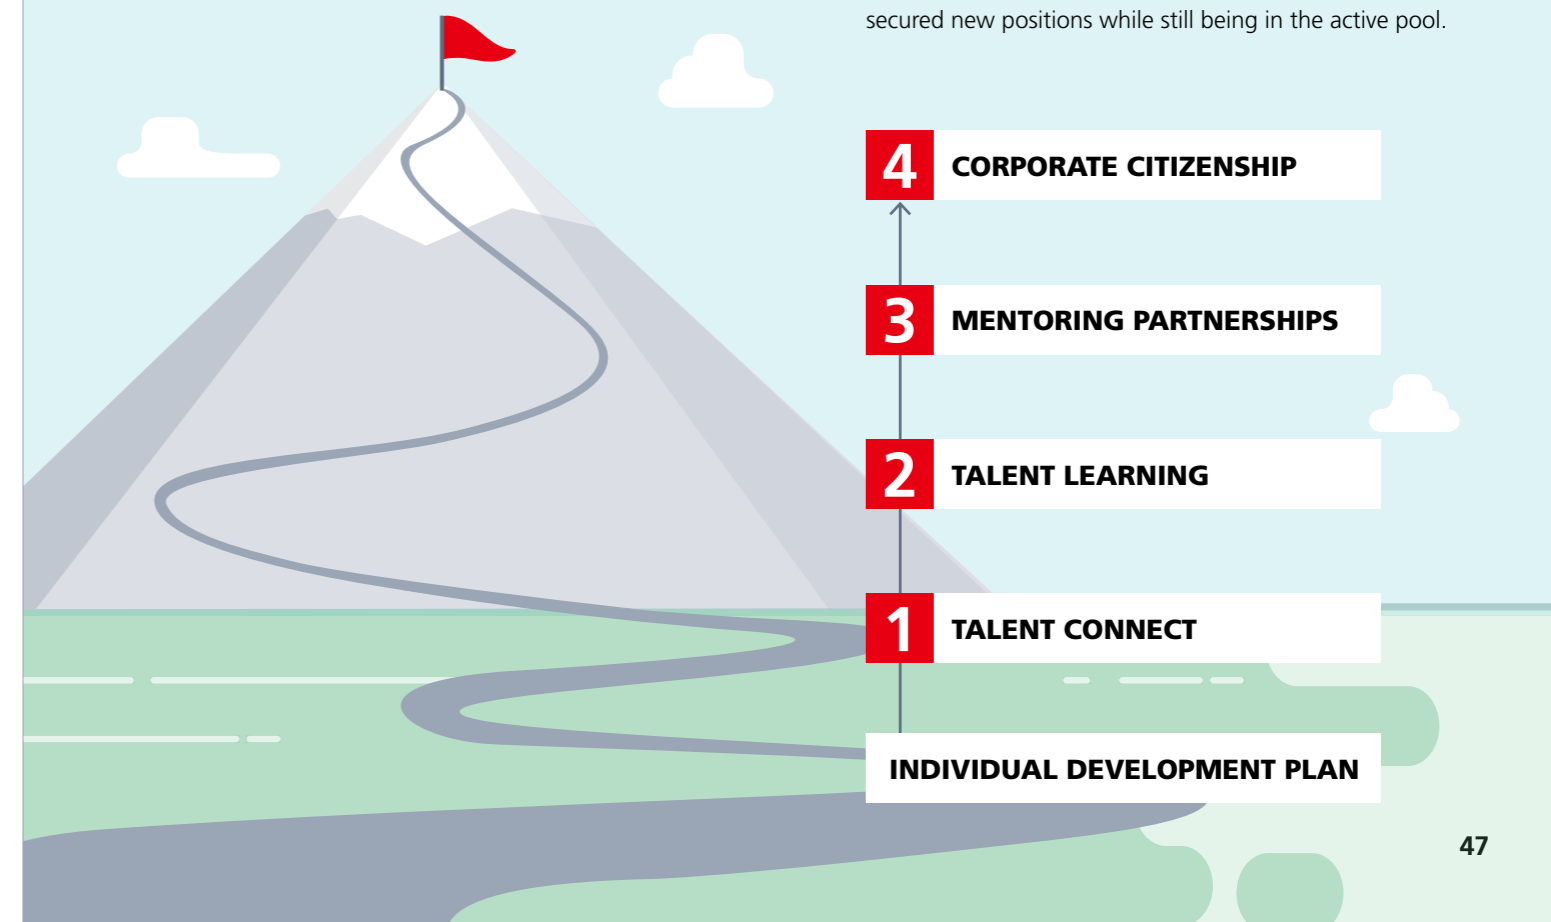 secured new positions while still being in the active pool.
4 CORPORATE CITIZENSHIP
3 MENTORING PARTNERSHIPS
2 TALENT LEARNING
1 TALENT CONNECT
INDIVIDUAL DEVELOPMENT PLAN
47